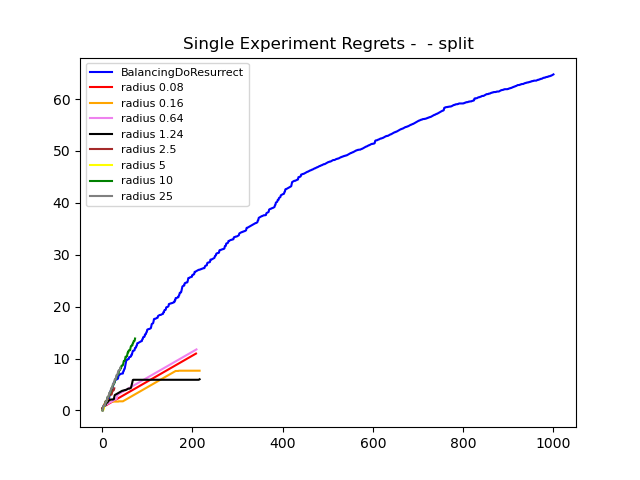 Single Experiment Regrets -  - split
BalancingDoResurrect
radius 0.08
radius 0.16
radius 0.64
radius 1.24
radius 2.5
radius 5
radius 10
radius 25
60
50
40
30
20
10
0
0 200 400 600 800 1000